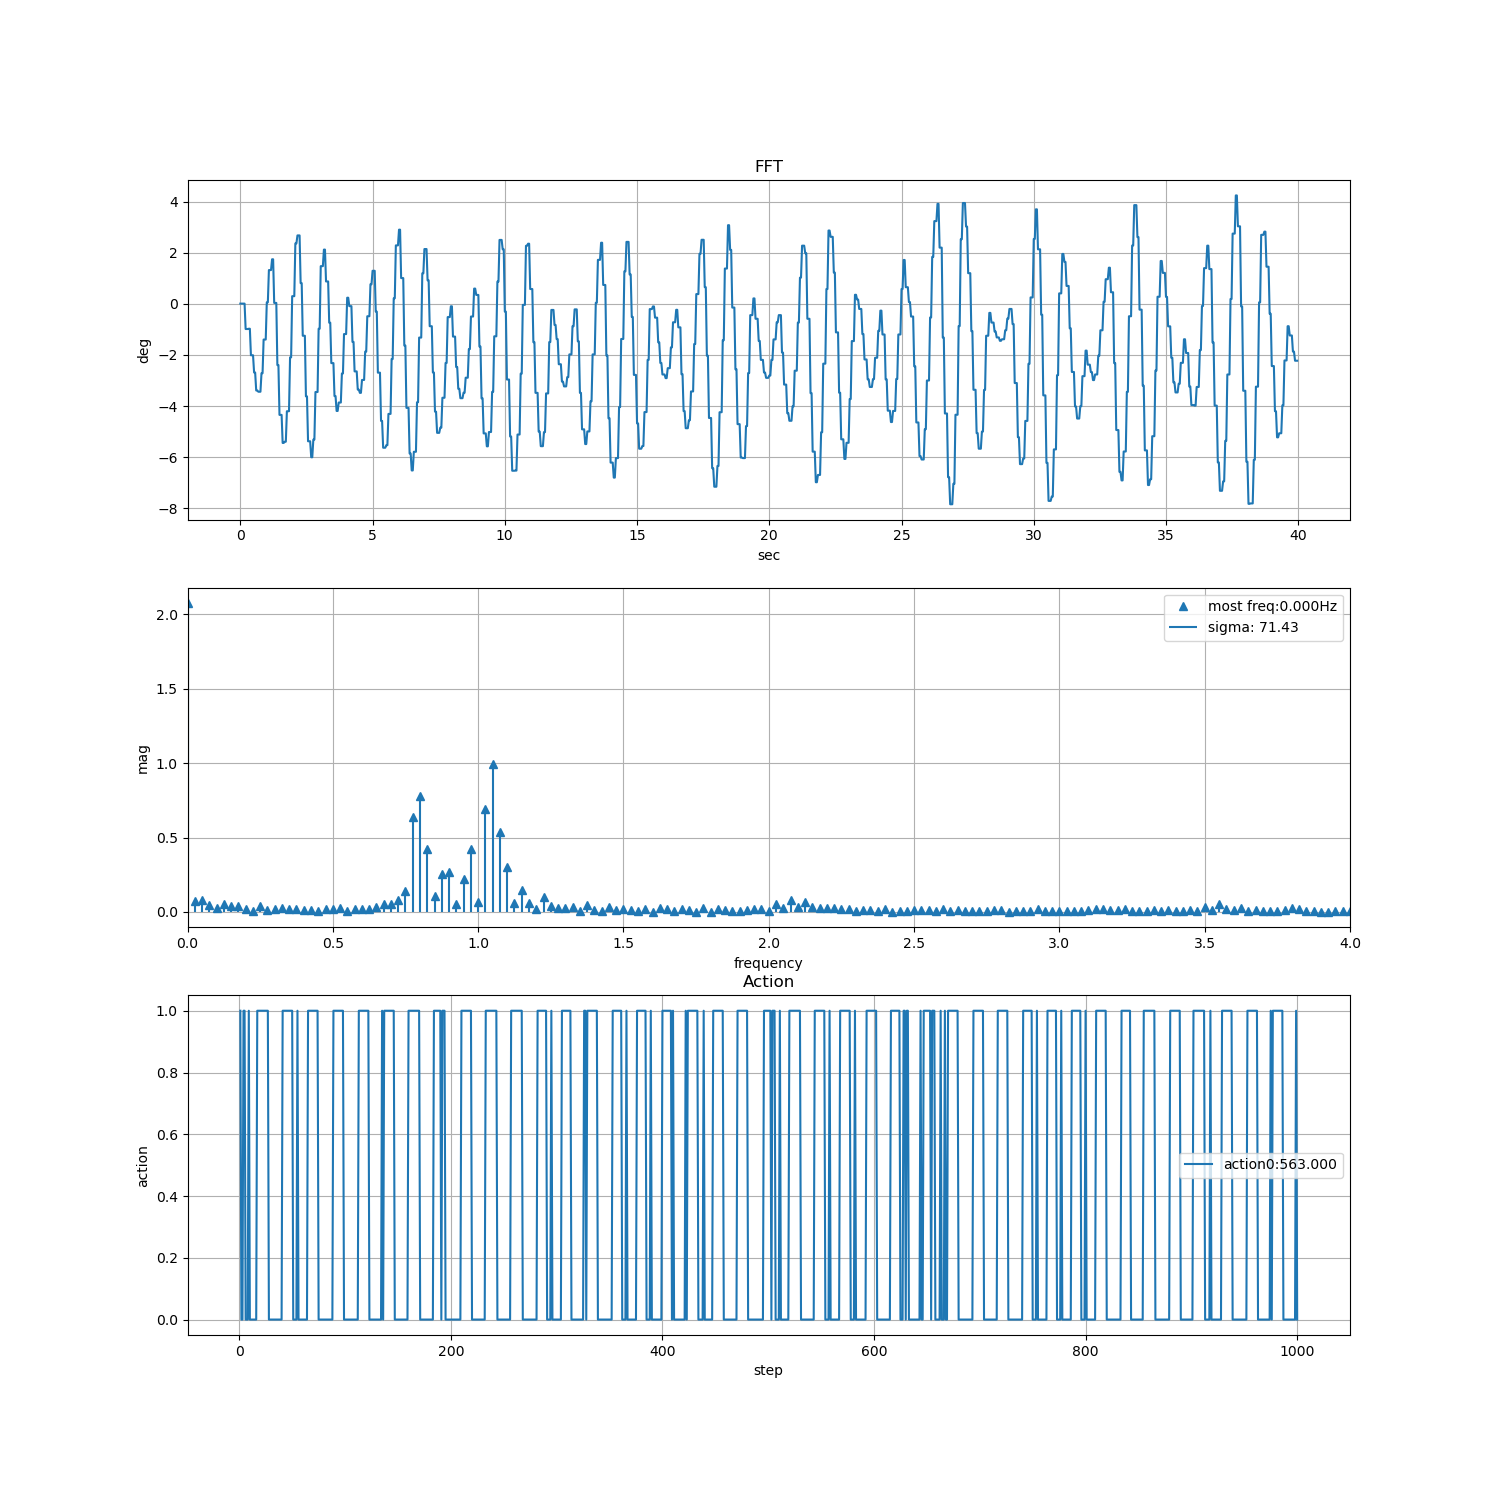 FFT
4
2
0
−2
−4
−6
−8
deg
0 5 10 15 20 25 30 35 40
sec
2.0
1.5
1.0
0.5
0.0
mag
most freq:0.000Hz
sigma: 71.43
0.0 0.5 1.0 1.5 2.0 2.5 3.0 3.5 4.0
frequency
Action
1.0
0.8
0.6
0.4
0.2
0.0
action
action0:563.000
0 200 400 600 800 1000
step